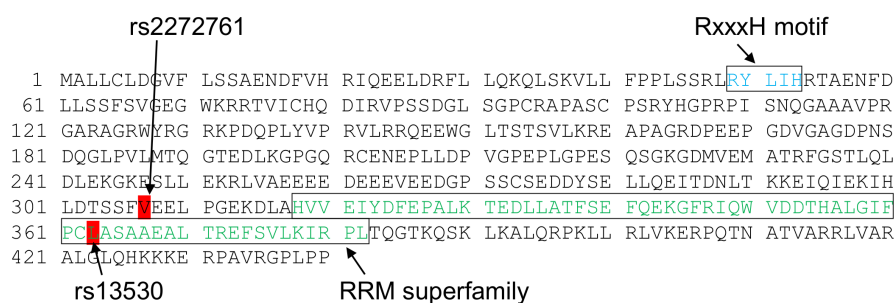 rs2272761 RxxxH motif
1 MALLCLDGVF LSSAENDFVH RIQEELDRFL LQKQLSKVLL FPPLSSRLRY LIHRTAENFD
61 LLSSFSVGEG WKRRTVICHQ DIRVPSSDGL SGPCRAPASC PSRYHGPRPI SNQGAAAVPR
121 GARAGRWYRG RKPDQPLYVP RVLRRQEEWG LTSTSVLKRE APAGRDPEEP GDVGAGDPNS
181 DQGLPVLMTQ GTEDLKGPGQ RCENEPLLDP VGPEPLGPES QSGKGDMVEM ATRFGSTLQL
241 DLEKGKESLL EKRLVAEEEE DEEEVEEDGP SSCSEDDYSE LLQEITDNLT KKEIQIEKIH
301 LDTSSFVEEL PGEKDLAHVV EIYDFEPALK TEDLLATFSE FQEKGFRIQW VDDTHALGIF
361 PCLASAAEAL TREFSVLKIR PLTQGTKQSK LKALQRPKLL RLVKERPQTN ATVARRLVAR
421 ALGLQHKKKE RPAVRGPLPP
rs13530 RRM superfamily